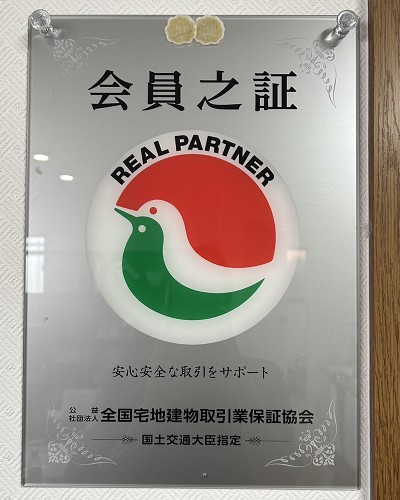 会員之証
REAL PARTNER
安心安全な取引をサポート
公益社団法人 全国宅地建物取引業保証協会
国土交通大臣指定